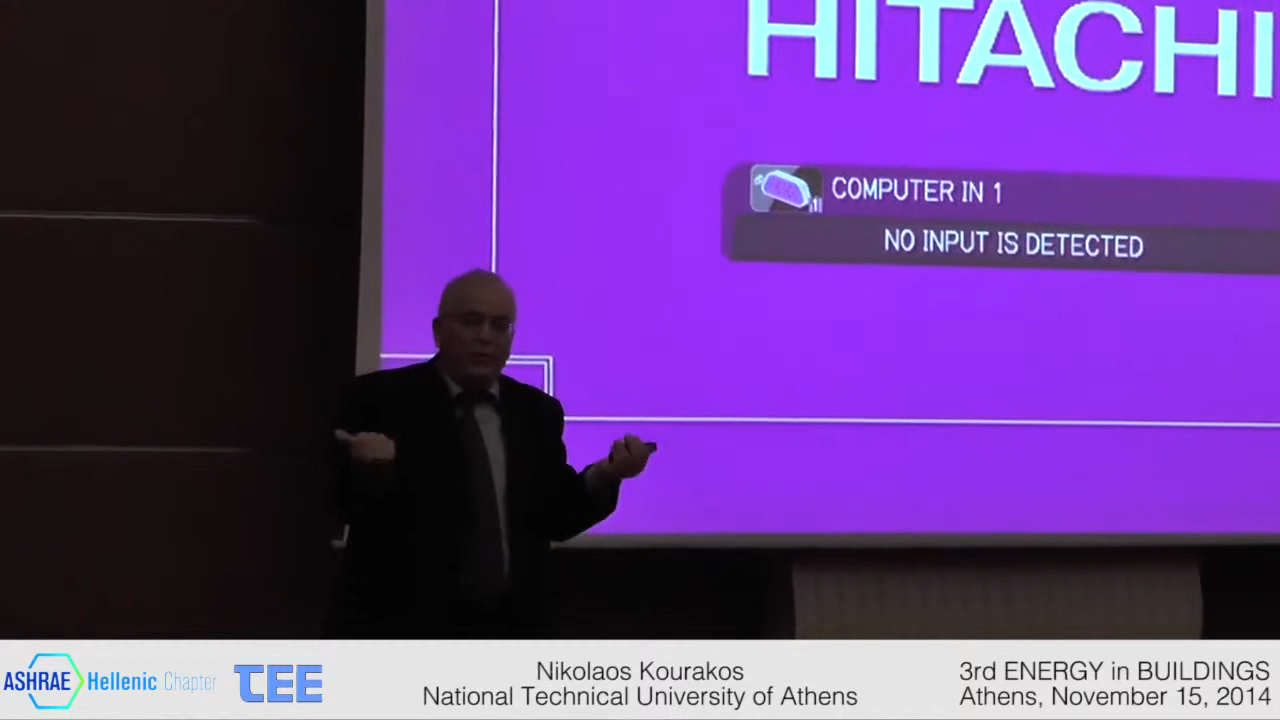 HITACHI
COMPUTER IN 1
NO INPUT IS DETECTED
ASHRAE Hellenic Chapter
TEE
Nikolaos Kourakos
National Technical University of Athens
3rd ENERGY in BUILDINGS
Athens, November 15, 2014